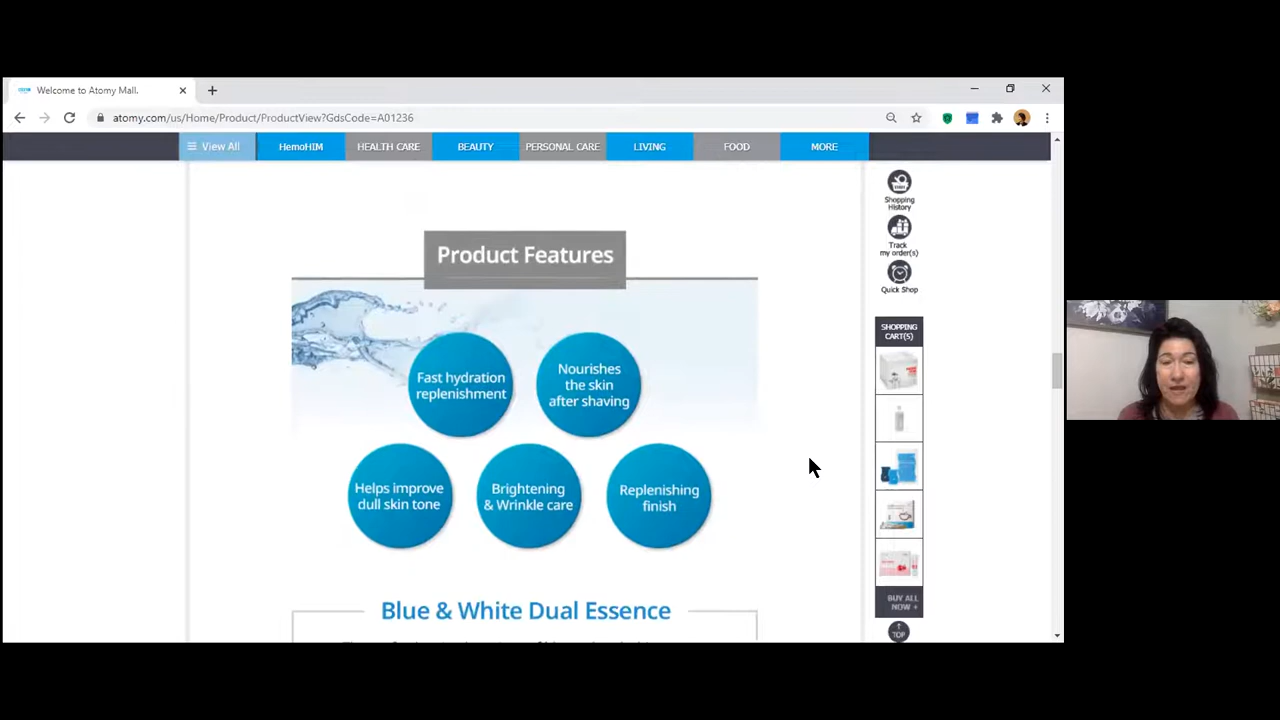 Welcome to Atomy Mall.
atomy.com/us/Home/Product/ProductView?GdsCode=A01236
View All
HemoHIM
HEALTH CARE
BEAUTY
PERSONAL CARE
LIVING
FOOD
MORE
Shopping
History
Track
my order(s)
Quick Shop
SHOPPING
CART(5)
BUY ALL
NOW +
TOP
Product Features
Fast hydration
replenishment
Nourishes
the skin
after shaving
Helps improve
dull skin tone
Brightening
& Wrinkle care
Replenishing
finish
Blue & White Dual Essence